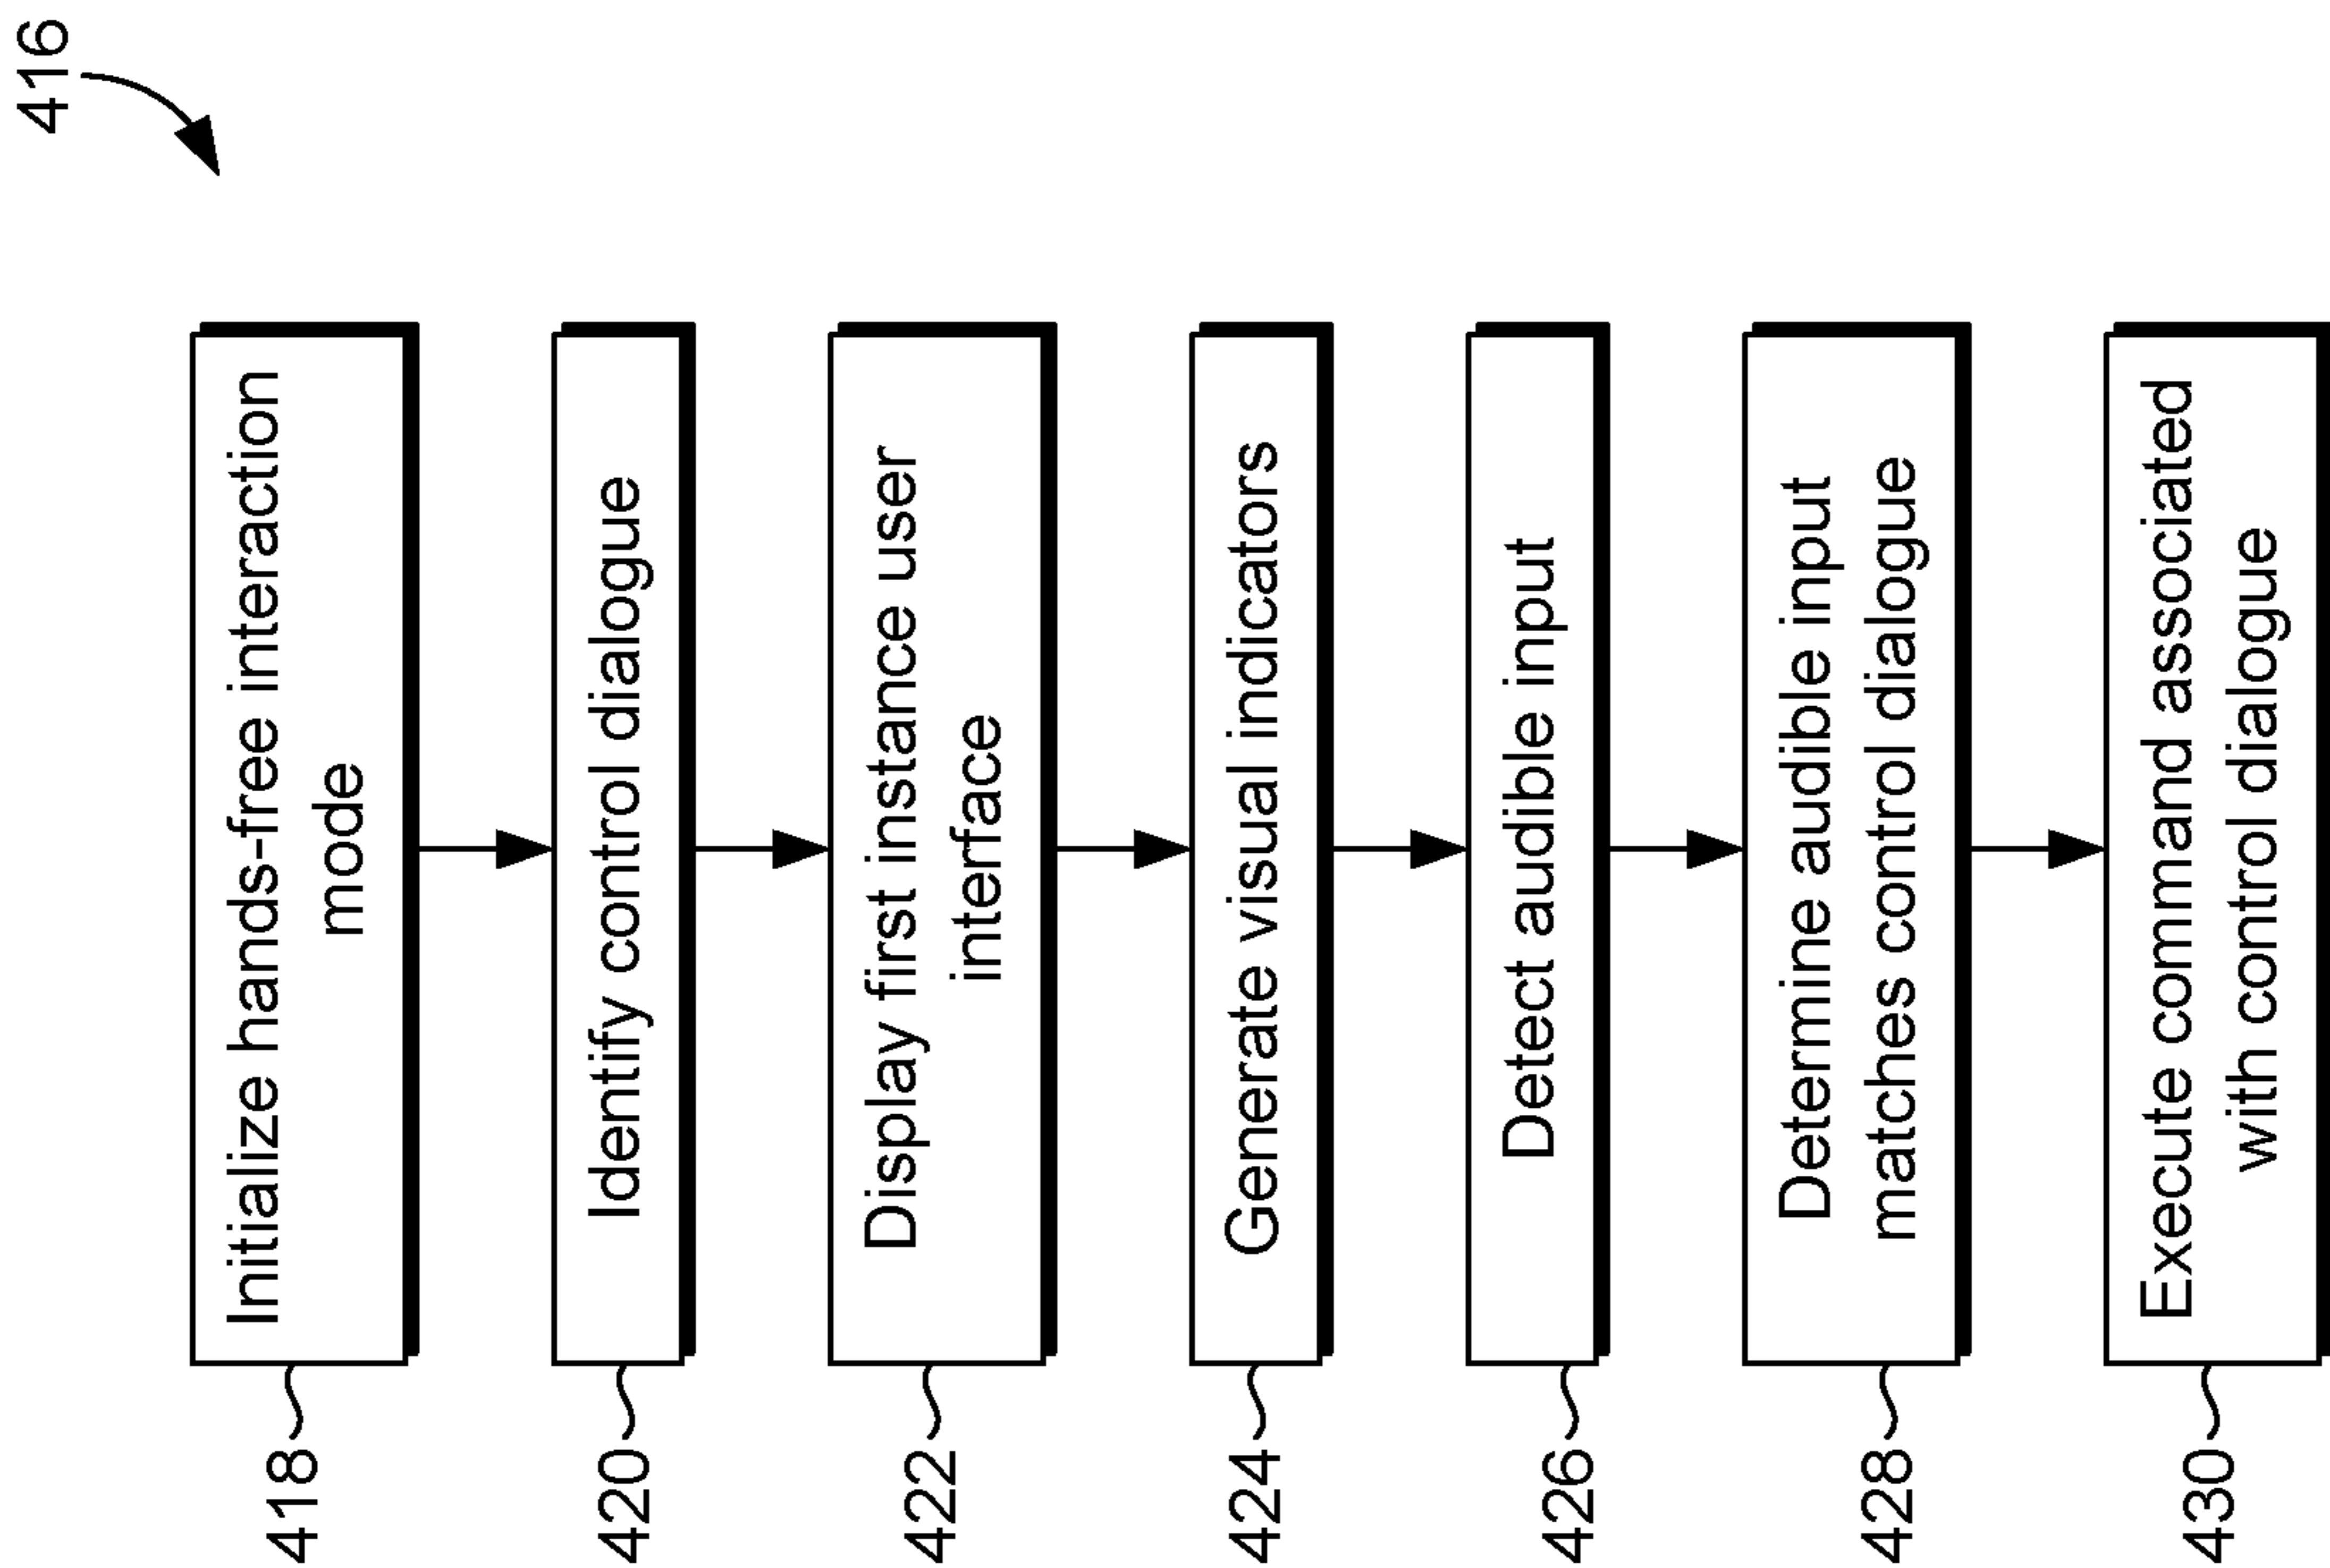 416
418
Initialize hands-free interaction
mode
420
Identify control dialogue
422
Display first instance user
interface
424
Generate visual indicators
426
Detect audible input
428
Determine audible input
matches control dialogue
430
Execute command associated
with control dialogue